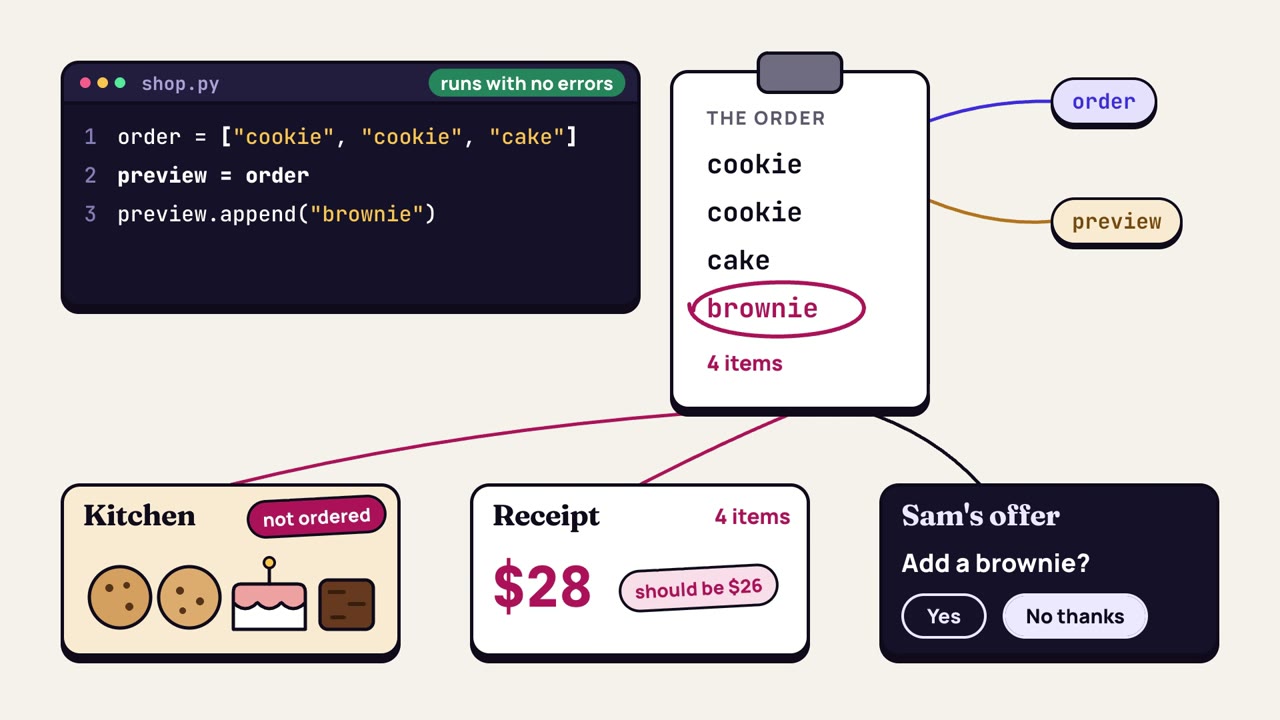 shop.py
runs with no errors
1 order = ["cookie", "cookie", "cake"]
2 preview = order
3 preview.append("brownie")
THE ORDER
cookie
cookie
cake
brownie
4 items
order
preview
Kitchen
not ordered
Receipt
4 items
$28
should be $26
Sam's offer
Add a brownie?
Yes
No thanks